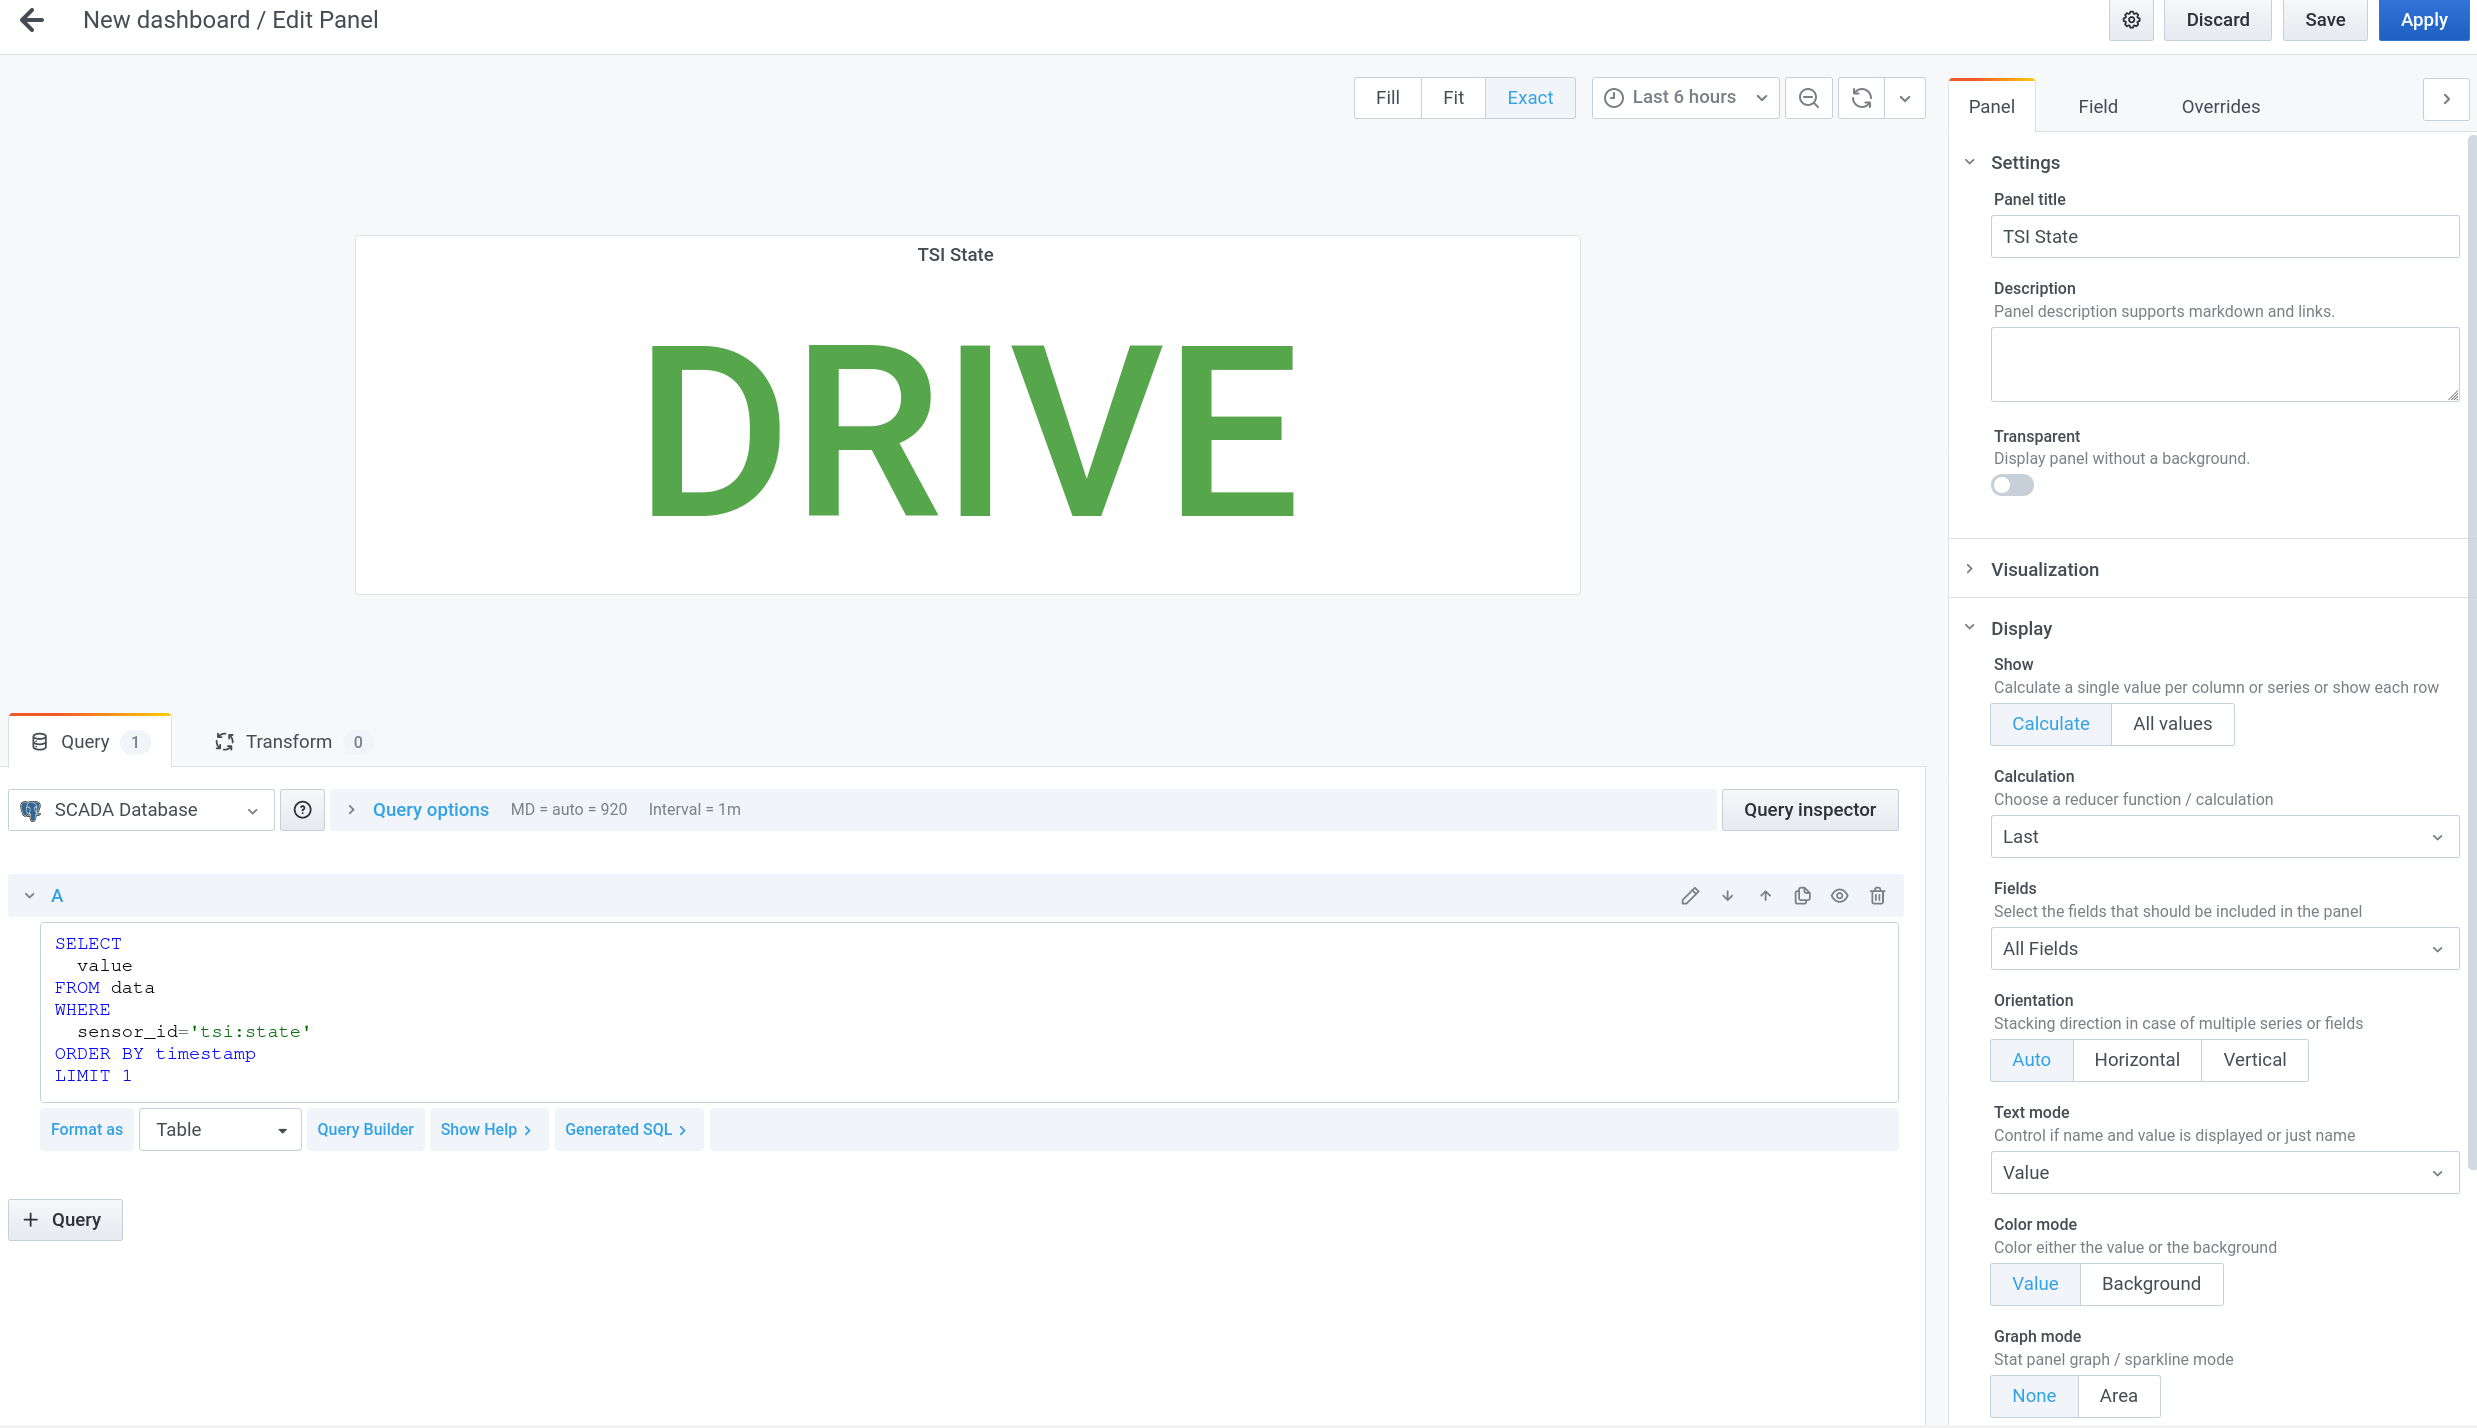 New dashboard / Edit Panel
Discard
Save
Apply
Fill
Fit
Exact
Last 6 hours
TSI State
DRIVE
Query 1
Transform 0
SCADA Database
Query options
MD = auto = 920
Interval = 1m
Query inspector
A
SELECT
value
FROM data
WHERE
sensor_id='tsi:state'
ORDER BY timestamp
LIMIT 1
Format as
Table
Query Builder
Show Help
Generated SQL
+ Query
Panel
Field
Overrides
Settings
Panel title
TSI State
Description
Panel description supports markdown and links.
Transparent
Display panel without a background.
Visualization
Display
Show
Calculate a single value per column or series or show each row
Calculate
All values
Calculation
Choose a reducer function / calculation
Last
Fields
Select the fields that should be included in the panel
All Fields
Orientation
Stacking direction in case of multiple series or fields
Auto
Horizontal
Vertical
Text mode
Control if name and value is displayed or just name
Value
Color mode
Color either the value or the background
Value
Background
Graph mode
Stat panel graph / sparkline mode
None
Area